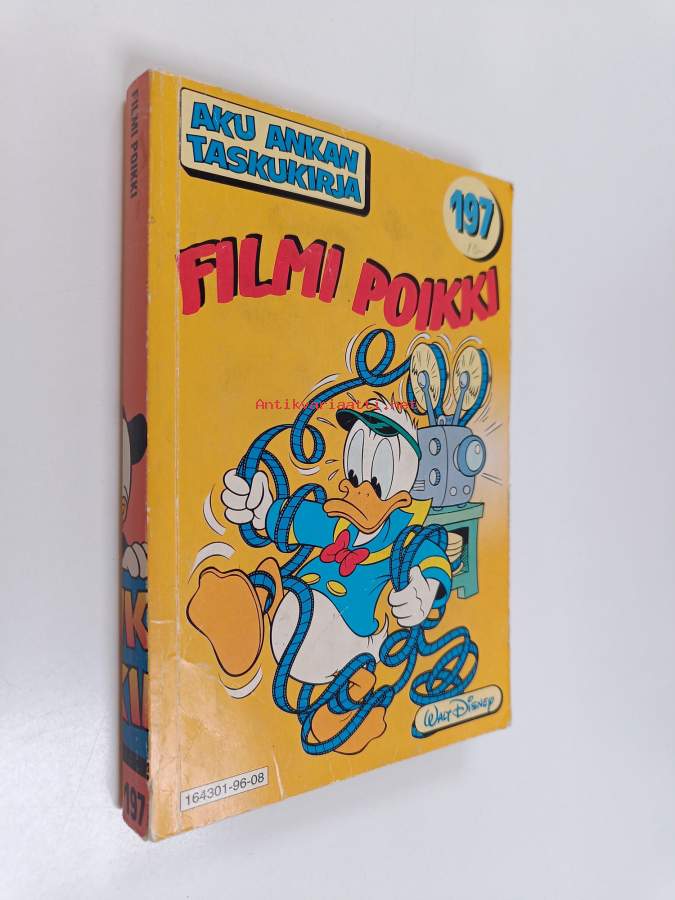 FILMI POIKKI
197
AKU ANKAN
TASKUKIRJA
197
FILMI POIKKI
Antikvariaatti.net
WALT DISNEY
164301-96-08